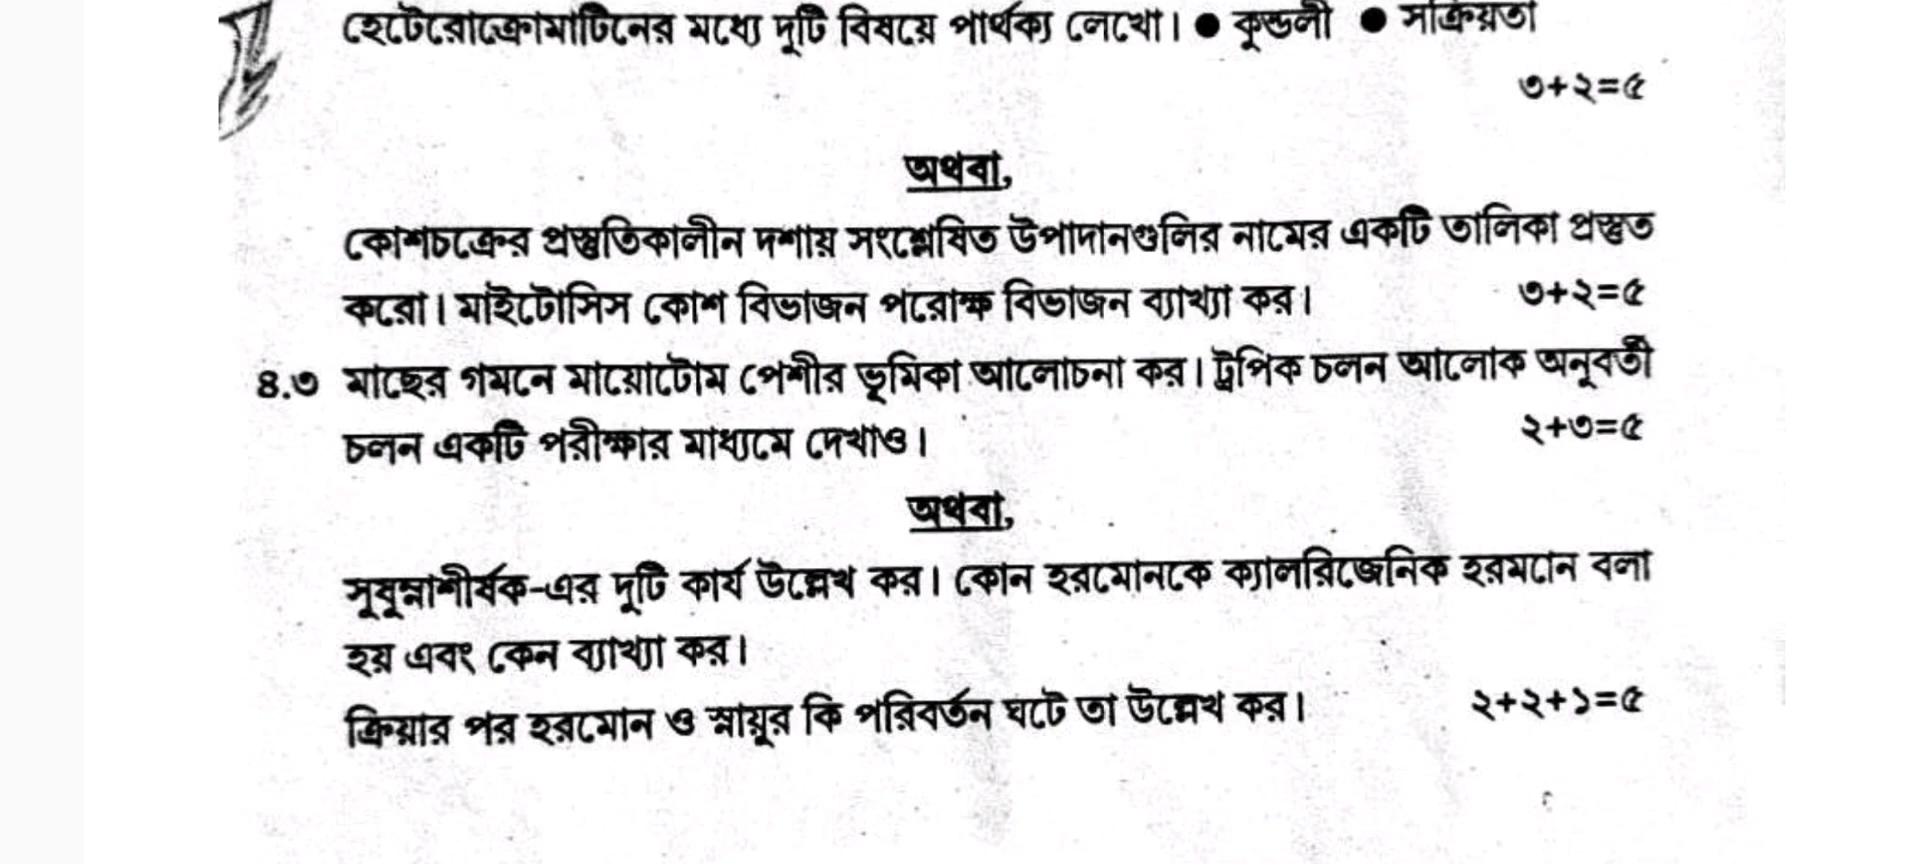 হেটেরোক্রোমাটিনের মধ্যে দুটি বিষয়ে পার্থক্য লেখো। ● কুন্ডলী ● সক্রিয়তা
৩+২=৫
অথবা,
কোশচক্রের প্রস্তুতিকালীন দশায় সংশ্লেষিত উপাদানগুলির নামের একটি তালিকা প্রস্তুত
করো। মাইটোসিস কোশ বিভাজন পরোক্ষ বিভাজন ব্যাখ্যা কর। ৩+২=৫
৪.৩ মাছের গমনে মায়োটোম পেশীর ভূমিকা আলোচনা কর। ট্রপিক চলন আলোক অনুবর্তী
চলন একটি পরীক্ষার মাধ্যমে দেখাও। ২+৩=৫
অথবা,
সুষুম্নাশীর্ষক-এর দুটি কার্য উল্লেখ কর। কোন হরমোনকে ক্যালরিজেনিক হরমোন বলা
হয় এবং কেন ব্যাখ্যা কর।
ক্রিয়ার পর হরমোন ও স্নায়ুর কি পরিবর্তন ঘটে তা উল্লেখ কর। ২+২+১=৫